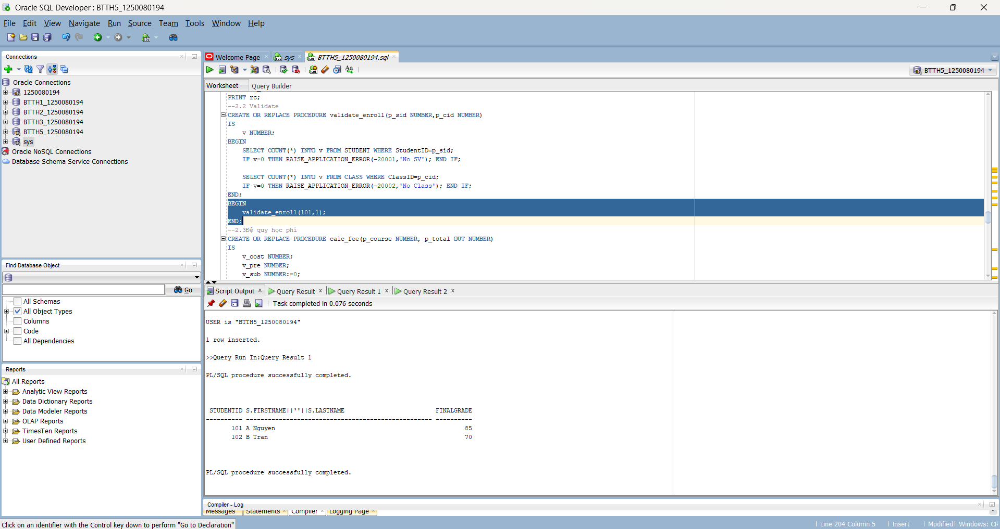 Oracle SQL Developer : BTTH5_1250080194
File Edit View Navigate Run Source Team Tools Window Help
Connections
Oracle Connections
1250080194
BTTH1_1250080194
BTTH2_1250080194
BTTH3_1250080194
BTTH5_1250080194
sys
Oracle NoSQL Connections
Database Schema Service Connections
Find Database Object
Go
All Schemas
All Object Types
Columns
Code
All Dependencies
Reports
All Reports
Analytic View Reports
Data Dictionary Reports
Data Modeler Reports
OLAP Reports
TimesTen Reports
User Defined Reports
Welcome Page sys BTTH5_1250080194.sql
BTTH5_1250080194
Worksheet Query Builder
PRINT rc;
--2.2 Validate
CREATE OR REPLACE PROCEDURE validate_enroll(p_sid NUMBER,p_cid NUMBER)
IS
v NUMBER;
BEGIN
SELECT COUNT(*) INTO v FROM STUDENT WHERE StudentID=p_sid;
IF v=0 THEN RAISE_APPLICATION_ERROR(-20001,'No SV'); END IF;
SELECT COUNT(*) INTO v FROM CLASS WHERE ClassID=p_cid;
IF v=0 THEN RAISE_APPLICATION_ERROR(-20002,'No Class'); END IF;
END;
BEGIN
validate_enroll(101,1);
END;
--2.3Đệ quy học phí
CREATE OR REPLACE PROCEDURE calc_fee(p_course NUMBER, p_total OUT NUMBER)
IS
v_cost NUMBER;
v_pre NUMBER;
v_sub NUMBER:=0;
Script Output Query Result Query Result 1 Query Result 2
Task completed in 0.076 seconds
USER is "BTTH5_1250080194"
1 row inserted.
>>Query Run In:Query Result 1
PL/SQL procedure successfully completed.
STUDENTID S.FIRSTNAME||''||S.LASTNAME FINALGRADE
---------- --------------------------------------------------- ----------
101 A Nguyen 85
102 B Tran 70
PL/SQL procedure successfully completed.
Compiler - Log
Messages Statements Compiler Logging Page
Click on an identifier with the Control key down to perform "Go to Declaration"
Line 204 Column 5 Insert Modified Windows: CF